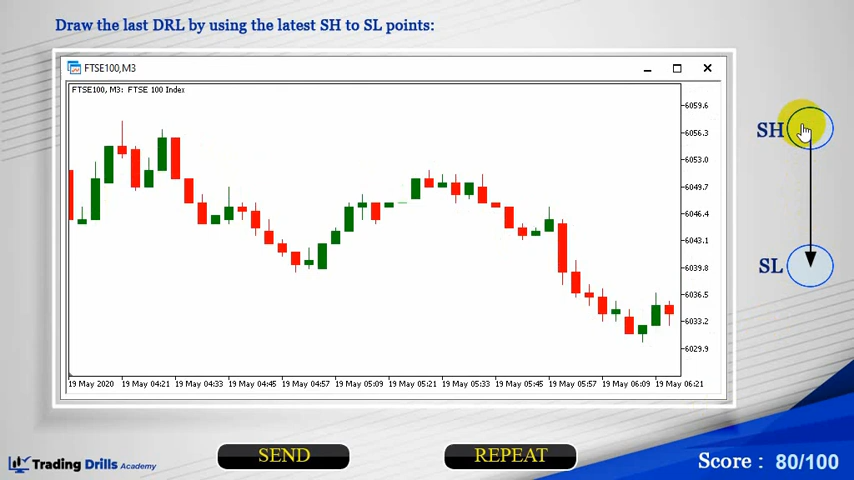 Draw the last DRL by using the latest SH to SL points:
FTSE100,M3
FTSE100, M3: FTSE 100 Index
6059.6
6056.3
6053.0
6049.7
6046.4
6043.1
6039.8
6036.5
6033.2
6029.9
19 May 2020
19 May 04:21
19 May 04:33
19 May 04:45
19 May 04:57
19 May 05:09
19 May 05:21
19 May 05:33
19 May 05:45
19 May 05:57
19 May 06:09
19 May 06:21
SH
SL
Trading Drills Academy
SEND
REPEAT
Score : 80/100